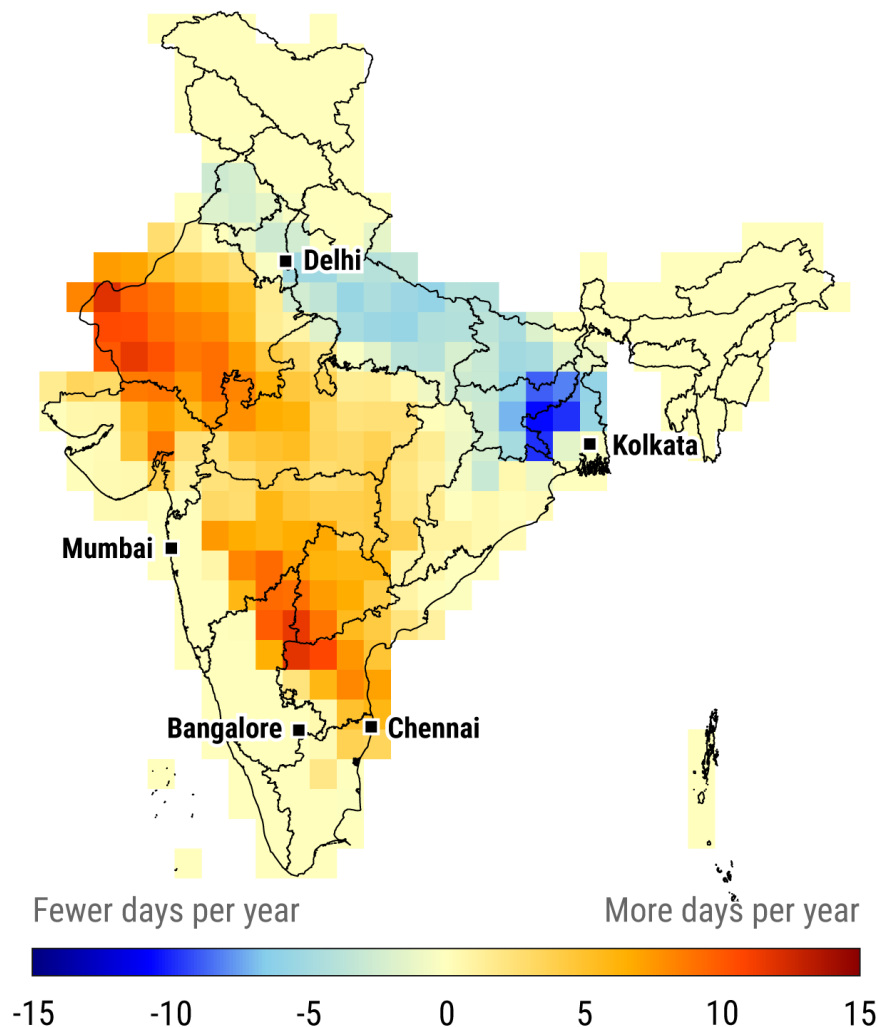 Delhi
Kolkata
Mumbai
Bangalore
Chennai
Fewer days per year
More days per year
-15
-10
-5
0
5
10
15